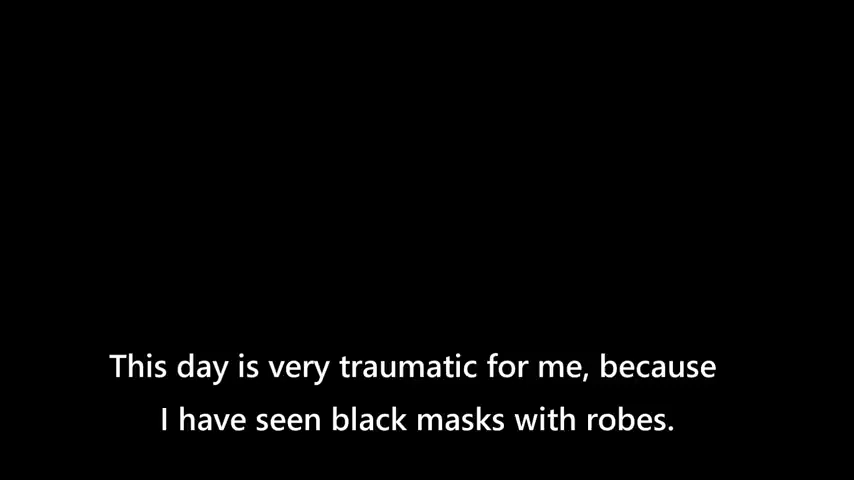 This day is very traumatic for me, because
I have seen black masks with robes.